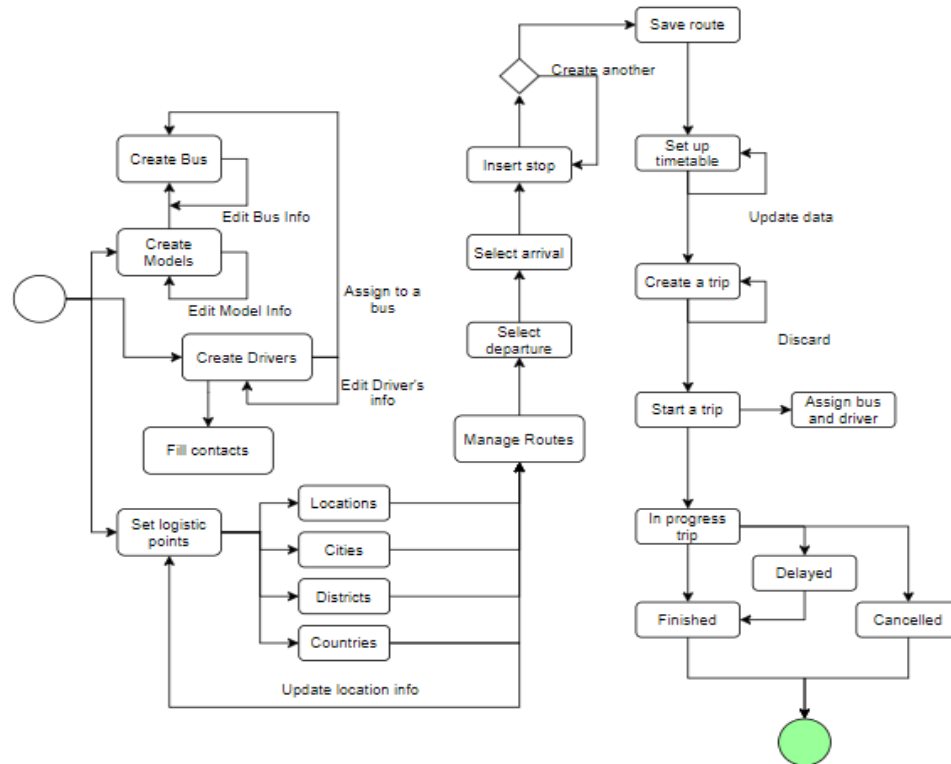 Save route
Create another
Create Bus
Insert stop
Set up
timetable
Edit Bus Info
Update data
Create
Models
Select arrival
Create a trip
Edit Model Info
Assign to a
bus
Select
departure
Discard
Create Drivers
Edit Driver's
info
Start a trip
Assign bus
and driver
Fill contacts
Manage Routes
Locations
Set logistic
points
In progress
trip
Cities
Delayed
Districts
Finished
Cancelled
Countries
Update location info